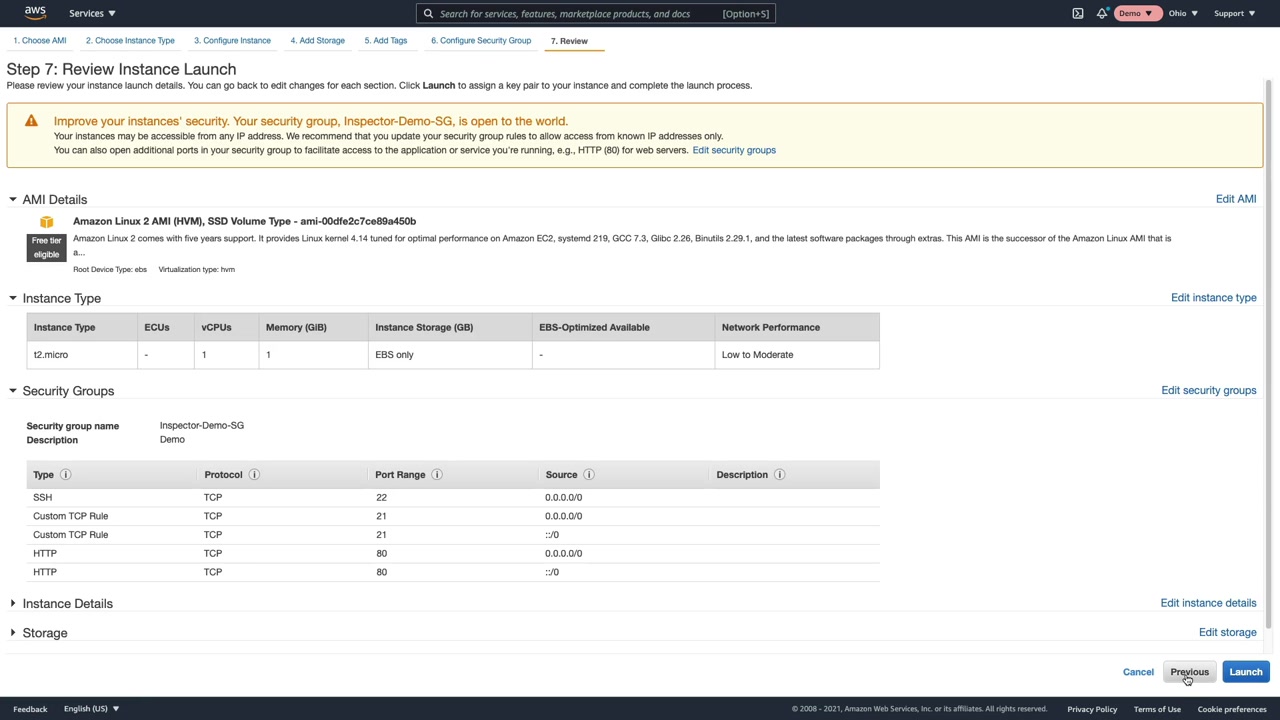 aws
Services
Search for services, features, marketplace products, and docs [Option+S]
Demo
Ohio
Support
1. Choose AMI
2. Choose Instance Type
3. Configure Instance
4. Add Storage
5. Add Tags
6. Configure Security Group
7. Review
Step 7: Review Instance Launch
Please review your instance launch details. You can go back to edit changes for each section. Click Launch to assign a key pair to your instance and complete the launch process.
Improve your instances' security. Your security group, Inspector-Demo-SG, is open to the world.
Your instances may be accessible from any IP address. We recommend that you update your security group rules to allow access from known IP addresses only.
You can also open additional ports in your security group to facilitate access to the application or service you're running, e.g., HTTP (80) for web servers. Edit security groups
AMI Details
Edit AMI
Amazon Linux 2 AMI (HVM), SSD Volume Type - ami-00dfe2c7ce89a450b
Free tier eligible
Amazon Linux 2 comes with five years support. It provides Linux kernel 4.14 tuned for optimal performance on Amazon EC2, systemd 219, GCC 7.3, Glibc 2.26, Binutils 2.29.1, and the latest software packages through extras. This AMI is the successor of the Amazon Linux AMI that is
a...
Root Device Type: ebs Virtualization type: hvm
Instance Type
Edit instance type
Instance Type ECUs vCPUs Memory (GiB) Instance Storage (GB) EBS-Optimized Available Network Performance
t2.micro - 1 1 EBS only - Low to Moderate
Security Groups
Edit security groups
Security group name Inspector-Demo-SG
Description Demo
Type Protocol Port Range Source Description
SSH TCP 22 0.0.0.0/0
Custom TCP Rule TCP 21 0.0.0.0/0
Custom TCP Rule TCP 21 ::/0
HTTP TCP 80 0.0.0.0/0
HTTP TCP 80 ::/0
Instance Details
Edit instance details
Storage
Edit storage
Cancel Previous Launch
Feedback English (US) © 2008 - 2021, Amazon Web Services, Inc. or its affiliates. All rights reserved. Privacy Policy Terms of Use Cookie preferences